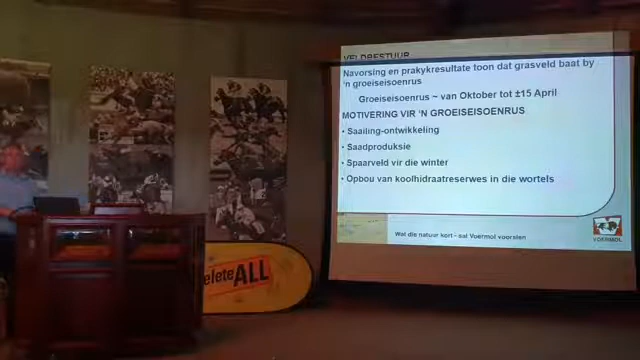 VELDBESTUUR
Navorsing en prakykresultate toon dat grasveld baat by
'n groeiseisoenrus
Groeiseisoenrus ~ van Oktober tot ±15 April
MOTIVERING VIR 'N GROEISEISOENRUS
• Saailing-ontwikkeling
• Saadproduksie
• Spaarveld vir die winter
• Opbou van koolhidraatreserwes in die wortels
Wat die natuur kort - sal Voermol voorsien
VOERMOL
eleteALL